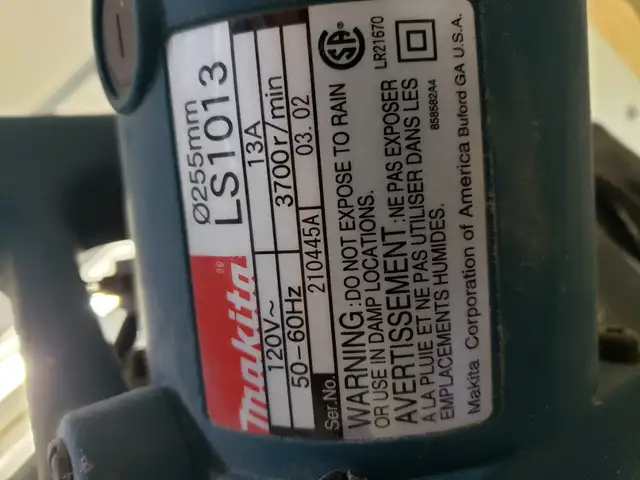 Makita®
Ø255mm
LS1013
120V~ 13A
50-60Hz 3700r/min
Ser.No. 210445A 03.02
WARNING:DO NOT EXPOSE TO RAIN
OR USE IN DAMP LOCATIONS.
AVERTISSEMENT:NE PAS EXPOSER
À LA PLUIE ET NE PAS UTILISER DANS LES
EMPLACEMENTS HUMIDES.
SA
LR21670
858582A4
Makita Corporation of America Buford GA U.S.A.